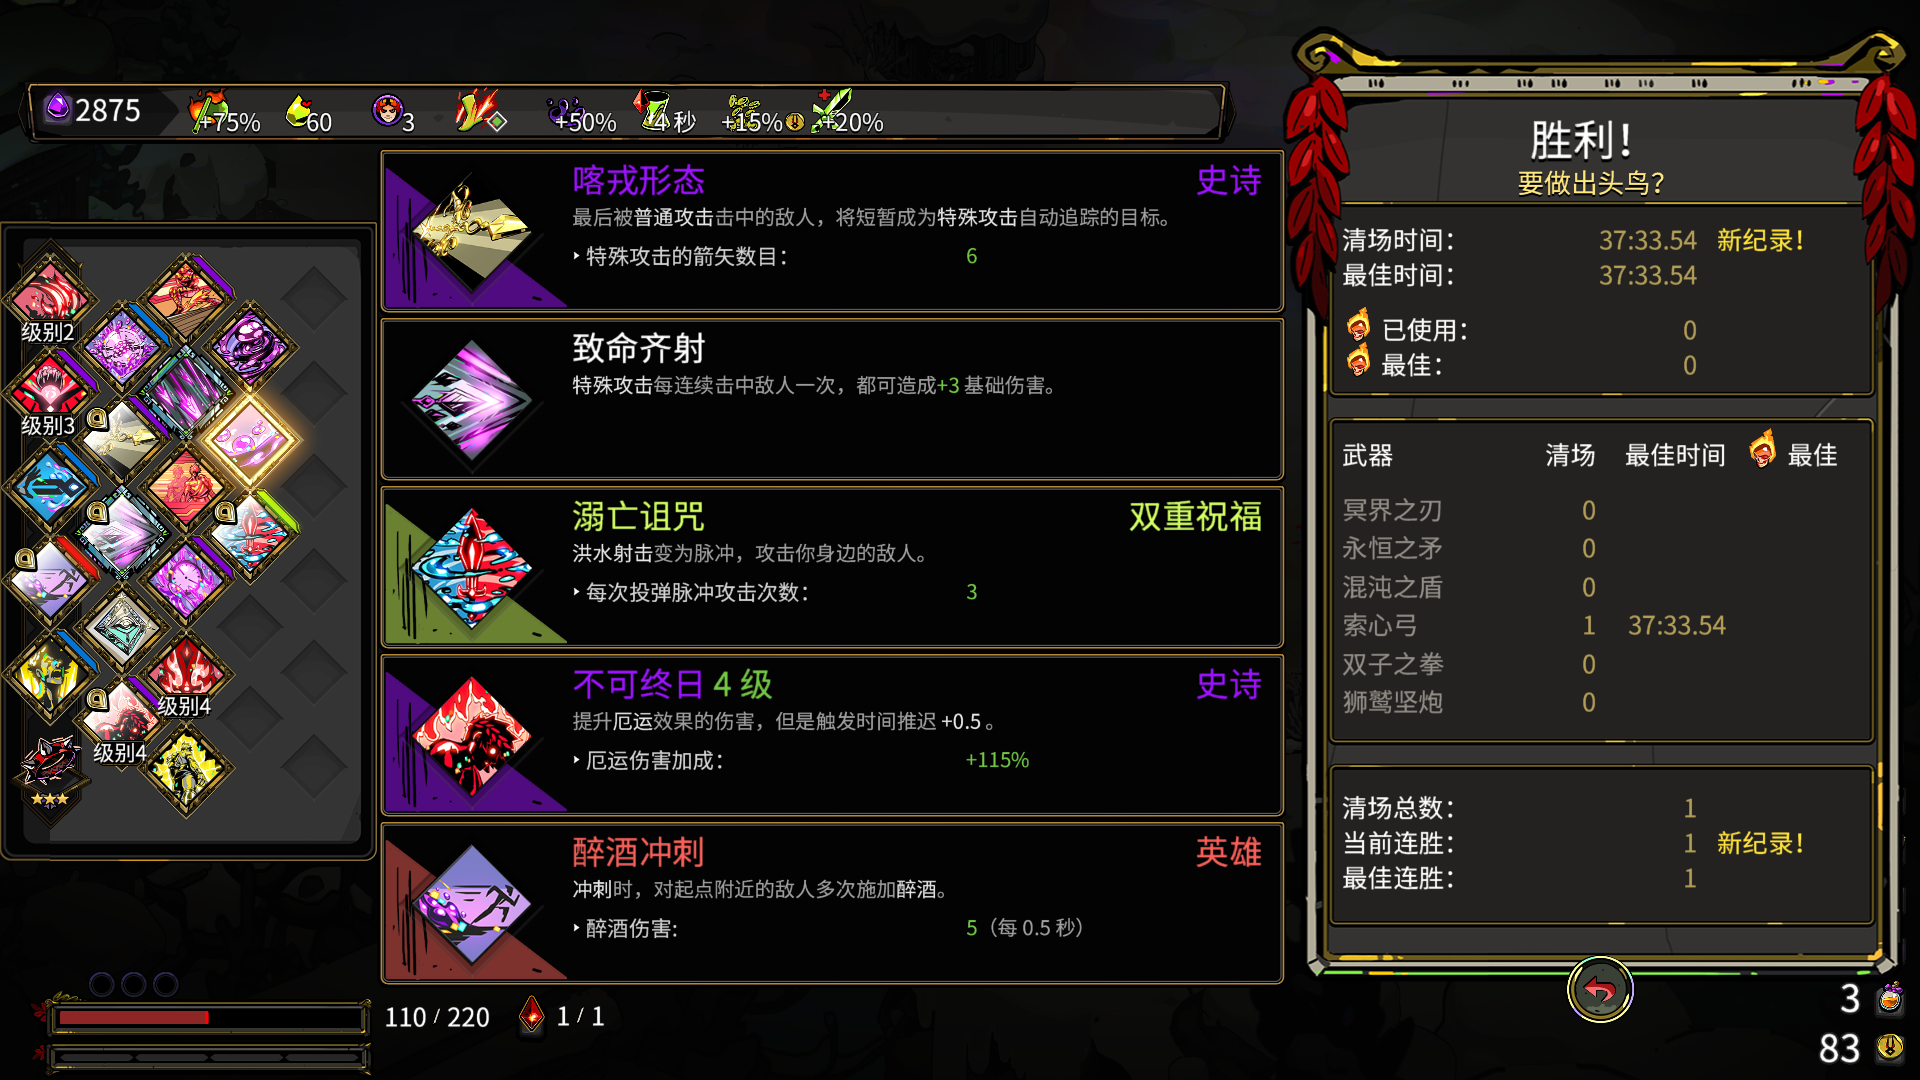 2875
+75%
60
3
+50%
4 秒
+15%
+20%
级别2
级别3
级别4
级别4
喀戎形态
史诗
最后被普通攻击击中的敌人，将短暂成为特殊攻击自动追踪的目标。
‣ 特殊攻击的箭矢数目：
6
致命齐射
特殊攻击每连续击中敌人一次，都可造成+3 基础伤害。
溺亡诅咒
双重祝福
洪水射击变为脉冲，攻击你身边的敌人。
‣ 每次投弹脉冲攻击次数：
3
不可终日 4 级
史诗
提升厄运效果的伤害，但是触发时间推迟 +0.5 。
‣ 厄运伤害加成：
+115%
醉酒冲刺
英雄
冲刺时，对起点附近的敌人多次施加醉酒。
‣ 醉酒伤害:
5（每 0.5 秒）
110 / 220
1 / 1
胜利！
要做出头鸟？
清场时间： 37:33.54 新纪录！
最佳时间： 37:33.54
已使用： 0
最佳： 0
武器 清场 最佳时间 最佳
冥界之刃 0
永恒之矛 0
混沌之盾 0
索心弓 1 37:33.54
双子之拳 0
狮鹫坚炮 0
清场总数： 1
当前连胜： 1 新纪录！
最佳连胜： 1
3
83